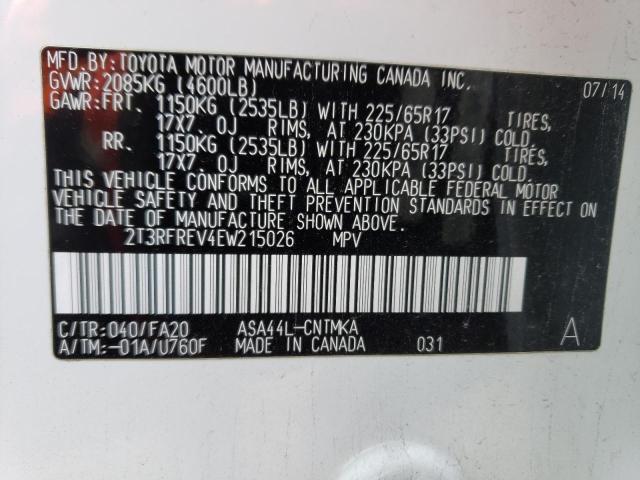 MFD.BY:TOYOTA MOTOR MANUFACTURING CANADA INC.
GVWR:2085KG (4600LB) 07/14
GAWR:FRT. 1150KG (2535LB) WITH 225/65R17 TIRES,
17X7.0J RIMS, AT 230KPA (33PSI) COLD.
RR. 1150KG (2535LB) WITH 225/65R17 TIRES,
17X7.0J RIMS, AT 230KPA (33PSI) COLD.
THIS VEHICLE CONFORMS TO ALL APPLICABLE FEDERAL MOTOR
VEHICLE SAFETY AND THEFT PREVENTION STANDARDS IN EFFECT ON
THE DATE OF MANUFACTURE SHOWN ABOVE.
2T3RFREV4EW215026 MPV
C/TR:040/FA20 ASA44L-CNTMKA A
A/TM:-01A/U760F MADE IN CANADA 031